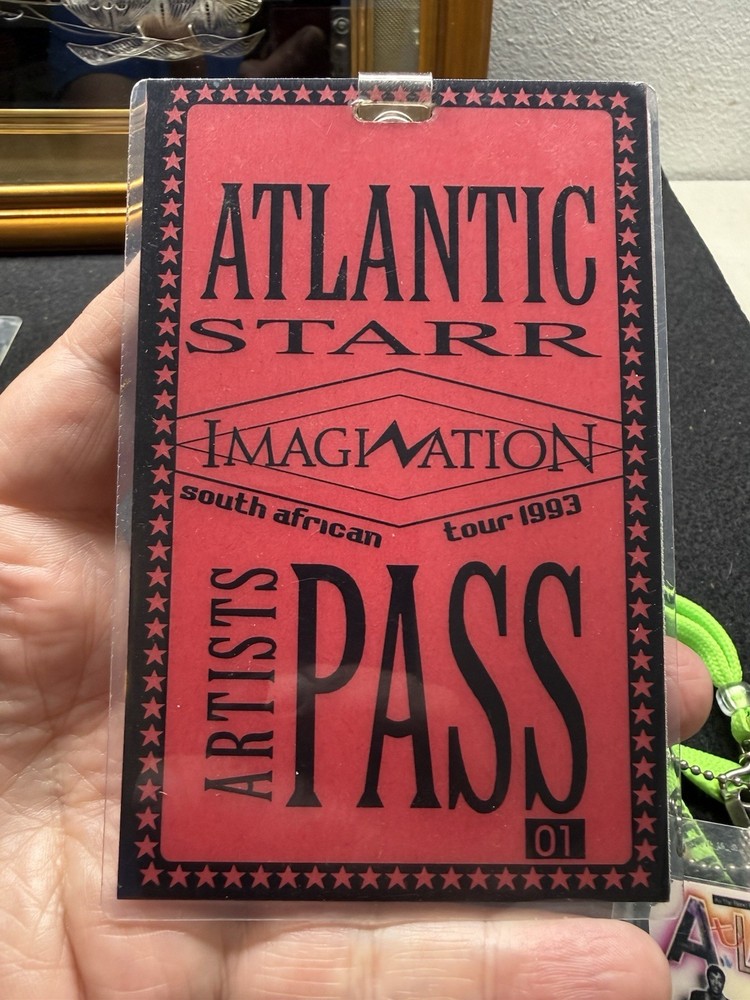 ATLANTIC
STARR
IMAGINATION
south african tour 1993
ARTISTS
PASS
01